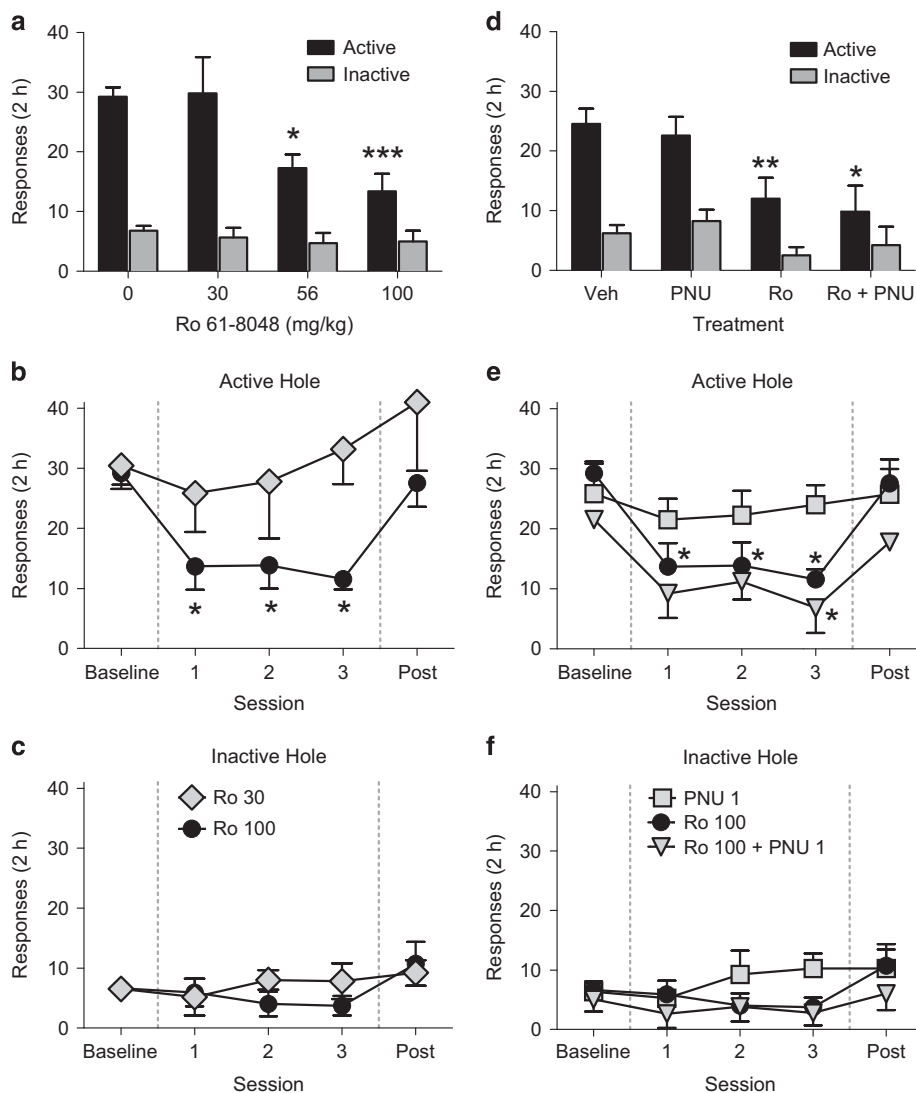 a
40
30
20
10
0
Responses (2 h)
Active
Inactive
*
***
0 30 56 100
Ro 61-8048 (mg/kg)
d
40
30
20
10
0
Responses (2 h)
Active
Inactive
**
*
Veh PNU Ro Ro + PNU
Treatment
b
Active Hole
40
30
20
10
0
Responses (2 h)
* * *
Baseline 1 2 3 Post
Session
e
Active Hole
40
30
20
10
0
Responses (2 h)
* * *
*
Baseline 1 2 3 Post
Session
c
Inactive Hole
40
30
20
10
0
Responses (2 h)
Ro 30
Ro 100
Baseline 1 2 3 Post
Session
f
Inactive Hole
40
30
20
10
0
Responses (2 h)
PNU 1
Ro 100
Ro 100 + PNU 1
Baseline 1 2 3 Post
Session